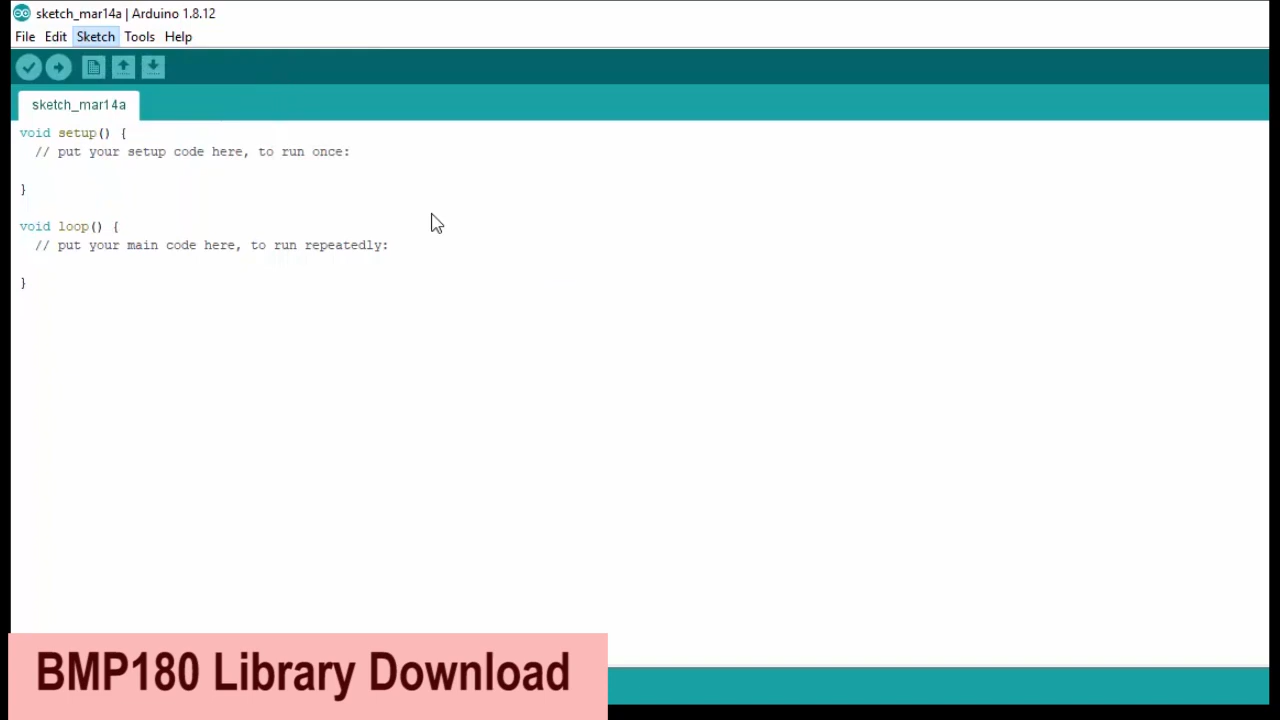 sketch_mar14a | Arduino 1.8.12
File Edit Sketch Tools Help
sketch_mar14a
void setup() {
  // put your setup code here, to run once:
}
void loop() {
  // put your main code here, to run repeatedly:
}
BMP180 Library Download